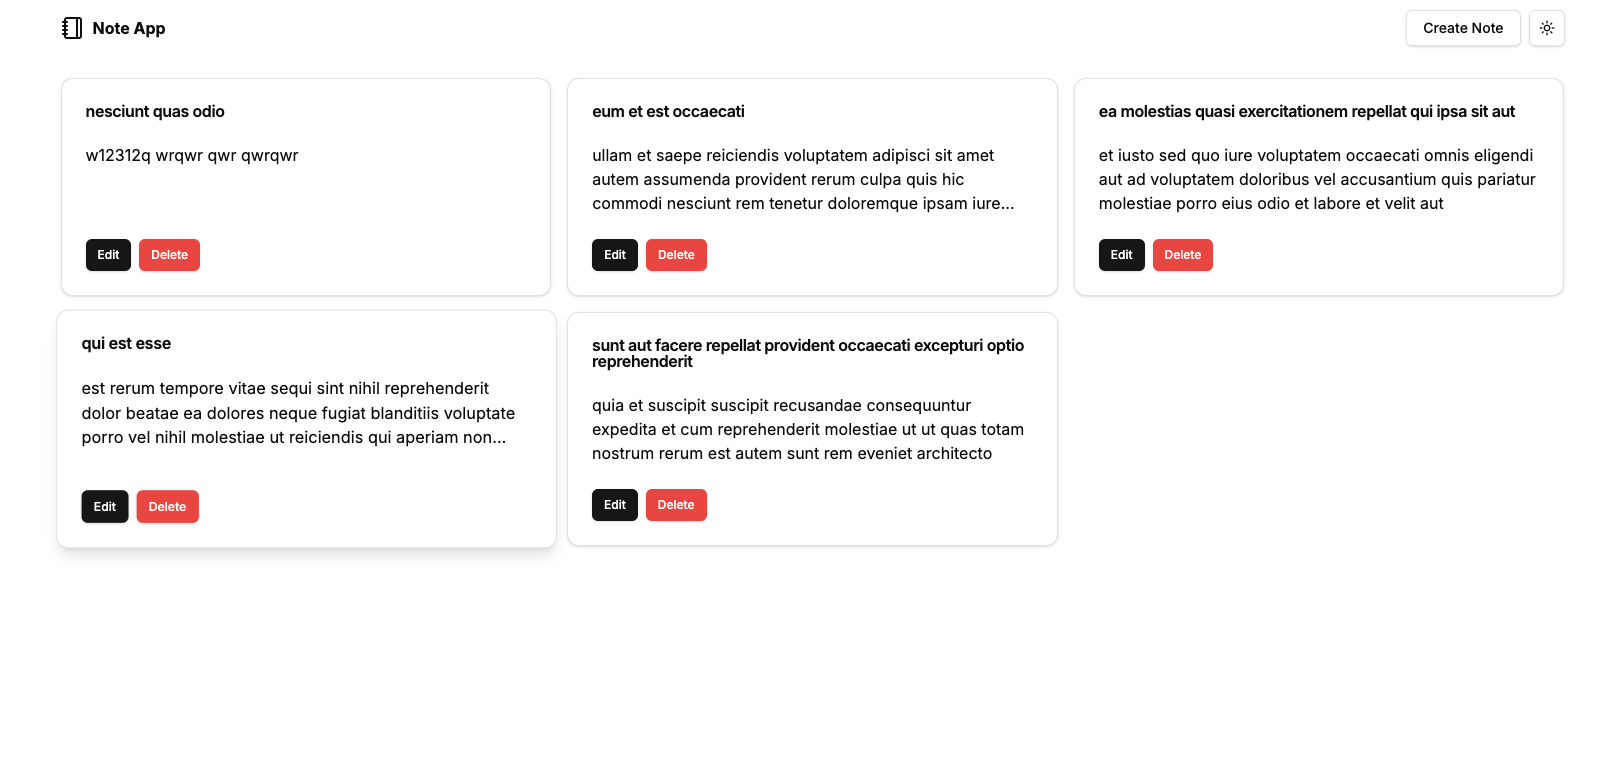 Note App
Create Note
nesciunt quas odio
w12312q wrqwr qwr qwrqwr
Edit
Delete
eum et est occaecati
ullam et saepe reiciendis voluptatem adipisci sit amet
autem assumenda provident rerum culpa quis hic
commodi nesciunt rem tenetur doloremque ipsam iure...
Edit
Delete
ea molestias quasi exercitationem repellat qui ipsa sit aut
et iusto sed quo iure voluptatem occaecati omnis eligendi
aut ad voluptatem doloribus vel accusantium quis pariatur
molestiae porro eius odio et labore et velit aut
Edit
Delete
qui est esse
est rerum tempore vitae sequi sint nihil reprehenderit
dolor beatae ea dolores neque fugiat blanditiis voluptate
porro vel nihil molestiae ut reiciendis qui aperiam non...
Edit
Delete
sunt aut facere repellat provident occaecati excepturi optio
reprehenderit
quia et suscipit suscipit recusandae consequuntur
expedita et cum reprehenderit molestiae ut ut quas totam
nostrum rerum est autem sunt rem eveniet architecto
Edit
Delete